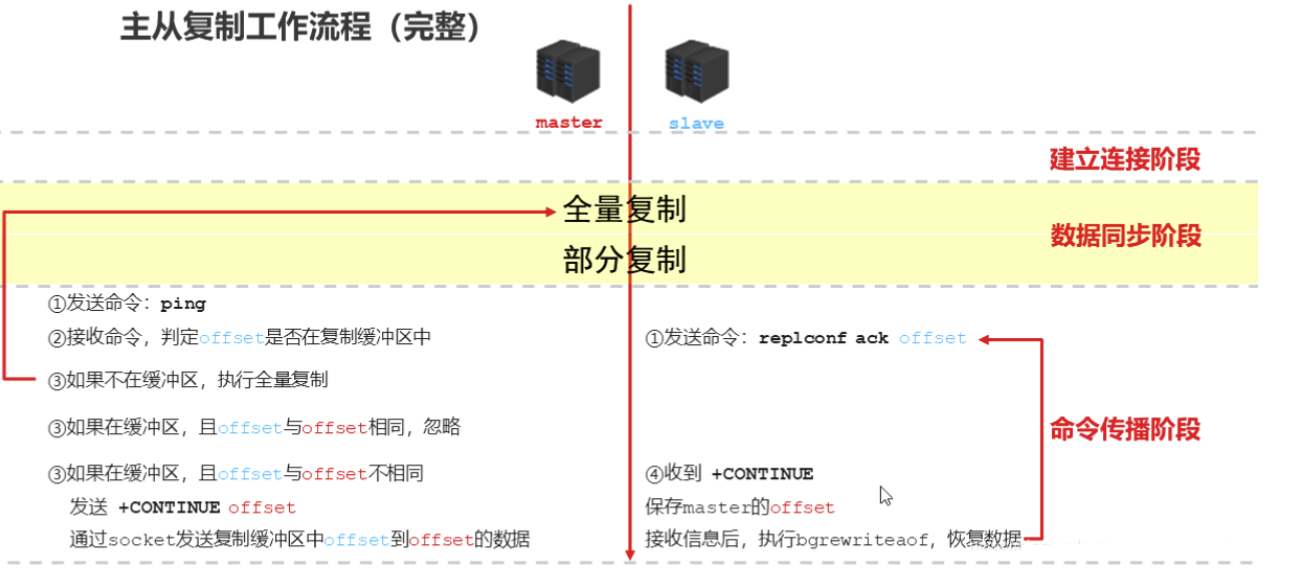 主从复制工作流程（完整）
master
slave
建立连接阶段
全量复制
数据同步阶段
部分复制
①发送命令：ping
②接收命令，判定offset是否在复制缓冲区中
①发送命令：replconf ack offset
③如果不在缓冲区，执行全量复制
③如果在缓冲区，且offset与offset相同，忽略
命令传播阶段
③如果在缓冲区，且offset与offset不相同
④收到 +CONTINUE
发送 +CONTINUE offset
保存master的offset
通过socket发送复制缓冲区中offset到offset的数据
接收信息后，执行bgrewriteaof，恢复数据